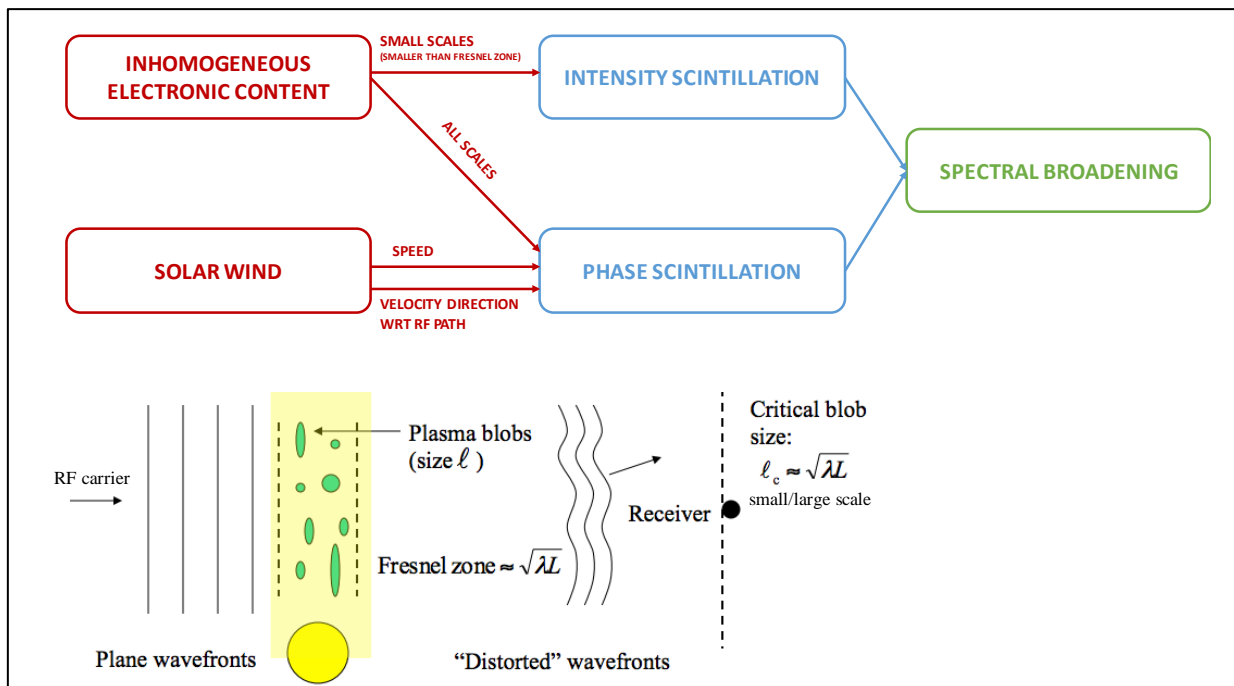 SMALL SCALES
(SMALLER THAN FRESNEL ZONE)
INHOMOGENEOUS
ELECTRONIC CONTENT
INTENSITY SCINTILLATION
ALL SCALES
SPECTRAL BROADENING
SOLAR WIND
SPEED
VELOCITY DIRECTION
WRT RF PATH
PHASE SCINTILLATION
RF carrier
Plasma blobs
(size ℓ )
Fresnel zone ≈ √λL
Receiver
Critical blob
size:
ℓc ≈ √λL
small/large scale
Plane wavefronts
“Distorted” wavefronts